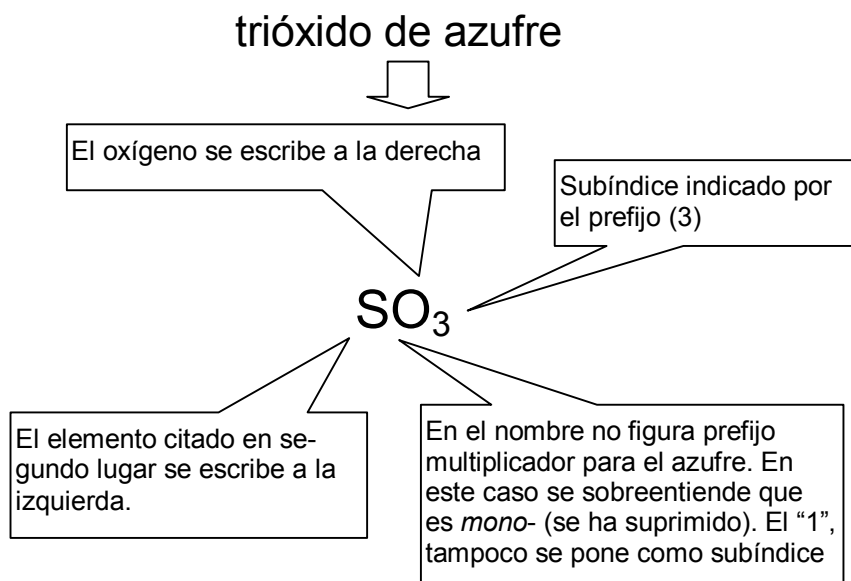 trióxido de azufre
El oxígeno se escribe a la derecha
Subíndice indicado por
el prefijo (3)
SO₃
El elemento citado en se-
gundo lugar se escribe a la
izquierda.
En el nombre no figura prefijo
multiplicador para el azufre. En
este caso se sobreentiende que
es mono- (se ha suprimido). El “1”,
tampoco se pone como subíndice